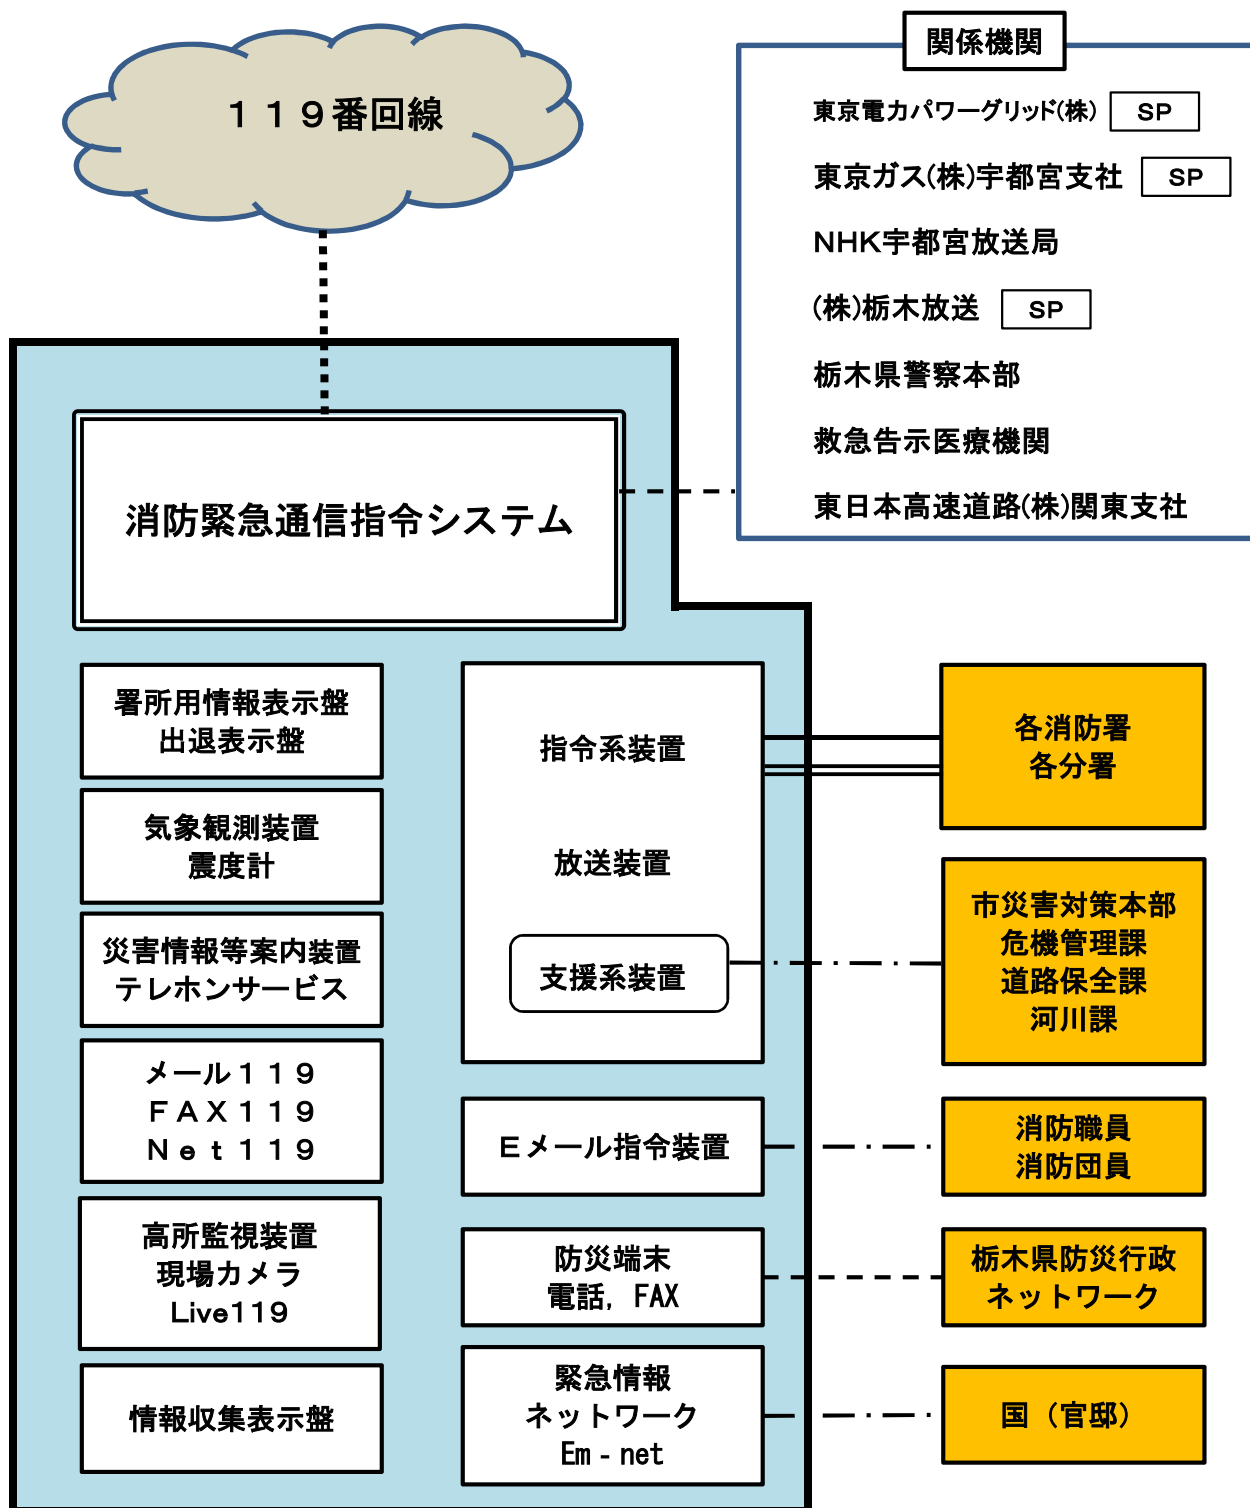 １１９番回線
関係機関
東京電力パワーグリッド(株) SP
東京ガス(株)宇都宮支社 SP
NHK宇都宮放送局
(株)栃木放送 SP
栃木県警察本部
救急告示医療機関
東日本高速道路(株)関東支社
消防緊急通信指令システム
署所用情報表示盤
出退表示盤
気象観測装置
震度計
災害情報等案内装置
テレホンサービス
メール１１９
ＦＡＸ１１９
Ｎｅｔ１１９
高所監視装置
現場カメラ
Live119
情報収集表示盤
指令系装置
放送装置
支援系装置
Ｅメール指令装置
防災端末
電話，FAX
緊急情報
ネットワーク
Em‐net
各消防署
各分署
市災害対策本部
危機管理課
道路保全課
河川課
消防職員
消防団員
栃木県防災行政
ネットワーク
国（官邸）